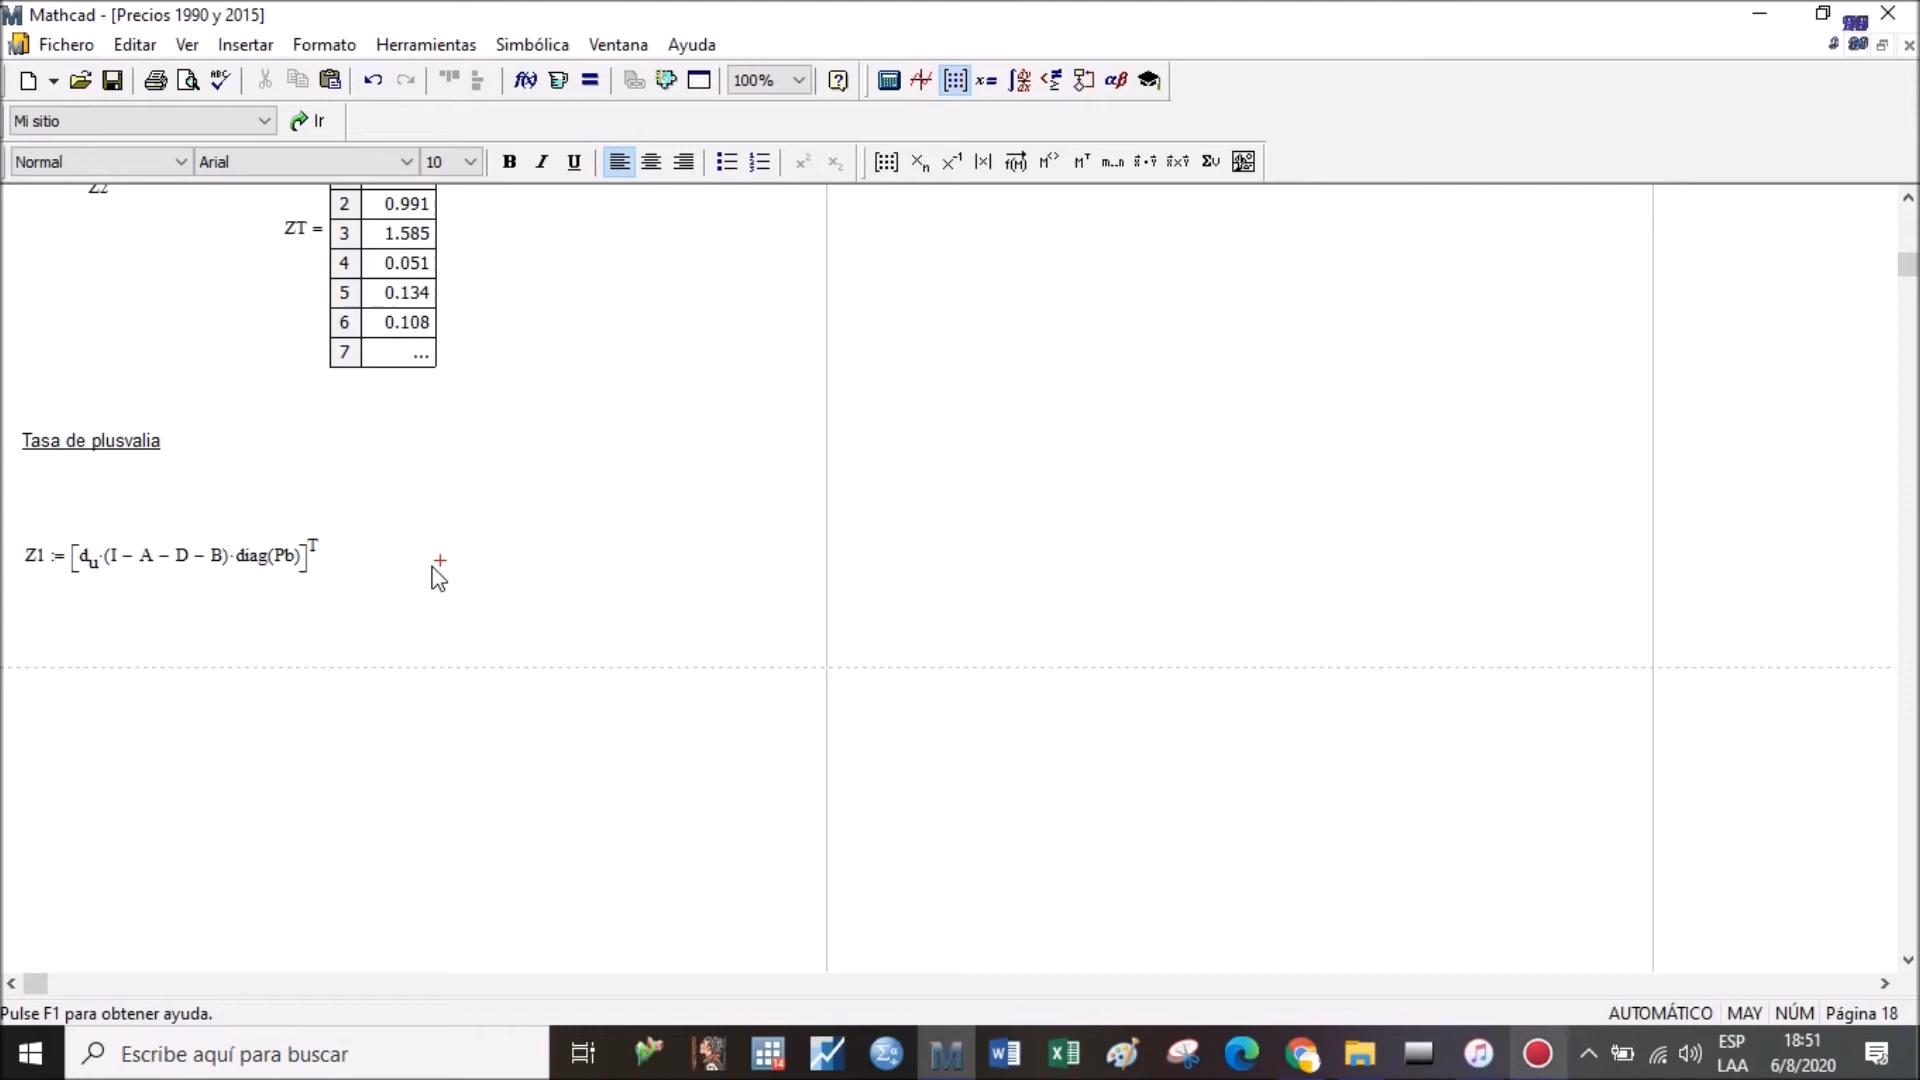 Mathcad - [Precios 1990 y 2015]
Fichero Editar Ver Insertar Formato Herramientas Simbólica Ventana Ayuda
100%
Mi sitio Ir
Normal Arial 10 B I U
Z2
ZT =
2 0.991
3 1.585
4 0.051
5 0.134
6 0.108
7 ...
Tasa de plusvalia
Z1 := [d_u·(I − A − D − B)·diag(Pb)]^T
Pulse F1 para obtener ayuda. AUTOMÁTICO MAY NÚM Página 18
Escribe aquí para buscar
ESP
LAA
18:51
6/8/2020